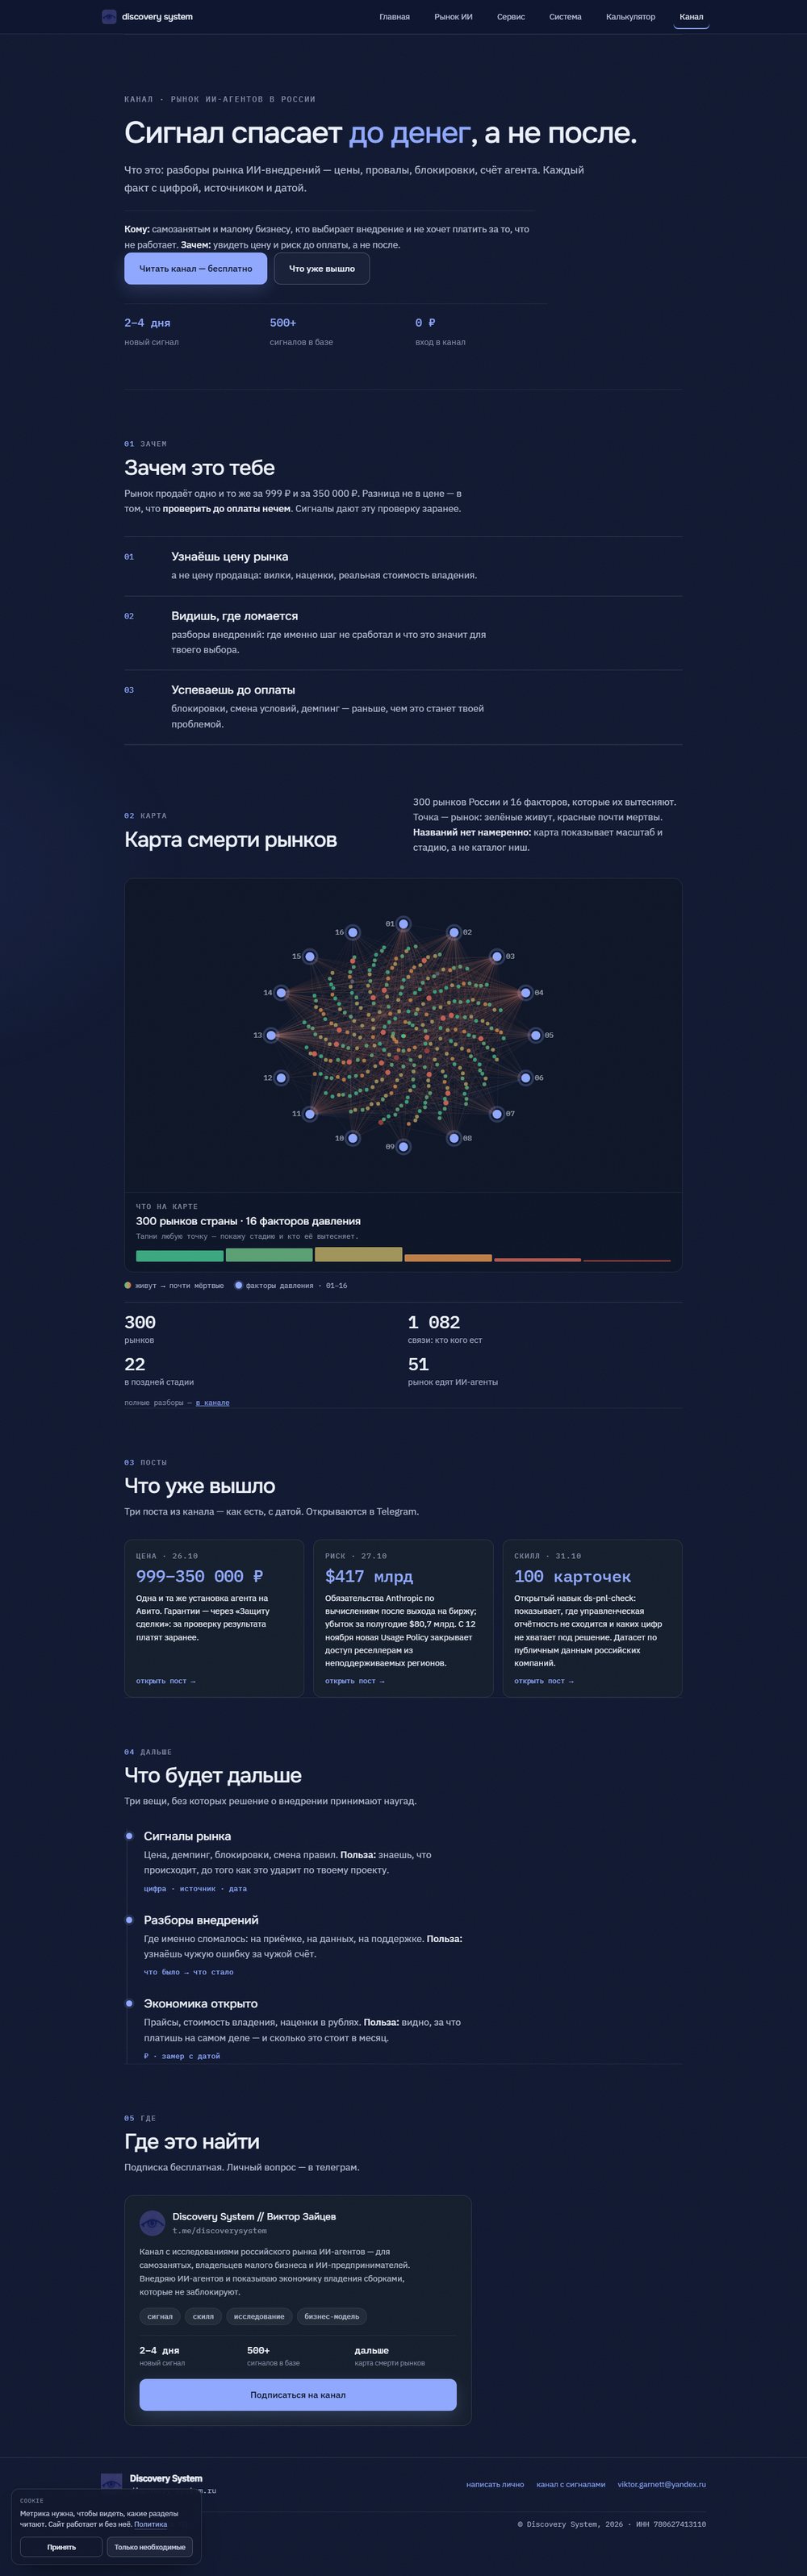 discovery system
Главная Рынок ИИ Сервис Система Калькулятор Канал
КАНАЛ · РЫНОК ИИ-АГЕНТОВ В РОССИИ
Сигнал спасает до денег, а не после.
Что это: разборы рынка ИИ-внедрений — цены, провалы, блокировки, счёт агента. Каждый
факт с цифрой, источником и датой.
Кому: самозанятым и малому бизнесу, кто выбирает внедрение и не хочет платить за то, что
не работает. Зачем: увидеть цену и риск до оплаты, а не после.
Читать канал — бесплатно Что уже вышло
2–4 дня 500+ 0 ₽
новый сигнал сигналов в базе вход в канал
01 ЗАЧЕМ
Зачем это тебе
Рынок продаёт одно и то же за 999 ₽ и за 350 000 ₽. Разница не в цене — в
том, что проверить до оплаты нечем. Сигналы дают эту проверку заранее.
01 Узнаёшь цену рынка
а не цену продавца: вилки, наценки, реальная стоимость владения.
02 Видишь, где ломается
разборы внедрений: где именно шаг не сработал и что это значит для
твоего выбора.
03 Успеваешь до оплаты
блокировки, смена условий, демпинг — раньше, чем это станет твоей
проблемой.
02 КАРТА
Карта смерти рынков
300 рынков России и 16 факторов, которые их вытесняют.
Точка — рынок: зелёные живут, красные почти мертвы.
Названий нет намеренно: карта показывает масштаб и
стадию, а не каталог ниш.
01
16 02
15 03
14 04
13 05
12 06
11 07
10 08
09
ЧТО НА КАРТЕ
300 рынков страны · 16 факторов давления
Тапни любую точку — покажу стадию и кто её вытесняет.
живут → почти мёртвые факторы давления · 01–16
300 1 082
рынков связи: кто кого ест
22 51
в поздней стадии рынок едят ИИ-агенты
полные разборы — в канале
03 ПОСТЫ
Что уже вышло
Три поста из канала — как есть, с датой. Открываются в Telegram.
ЦЕНА · 26.10
999–350 000 ₽
Одна и та же установка агента на
Авито. Гарантии — через «Защиту
сделки»: за проверку результата
платят заранее.
открыть пост →
РИСК · 27.10
$417 млрд
Обязательства Anthropic по
вычислениям после выхода на биржу;
убыток за полугодие $80,7 млрд. С 12
ноября новая Usage Policy закрывает
доступ реселлерам из
неподдерживаемых регионов.
открыть пост →
СКИЛЛ · 31.10
100 карточек
Открытый навык ds-pnl-check:
показывает, где управленческая
отчётность не сходится и каких цифр
не хватает под решение. Датасет по
публичным данным российских
компаний.
открыть пост →
04 ДАЛЬШЕ
Что будет дальше
Три вещи, без которых решение о внедрении принимают наугад.
Сигналы рынка
Цена, демпинг, блокировки, смена правил. Польза: знаешь, что
происходит, до того как это ударит по твоему проекту.
цифра · источник · дата
Разборы внедрений
Где именно сломалось: на приёмке, на данных, на поддержке. Польза:
узнаёшь чужую ошибку за чужой счёт.
что было → что стало
Экономика открыто
Прайсы, стоимость владения, наценки в рублях. Польза: видно, за что
платишь на самом деле — и сколько это стоит в месяц.
₽ · замер с датой
05 ГДЕ
Где это найти
Подписка бесплатная. Личный вопрос — в телеграм.
Discovery System // Виктор Зайцев
t.me/discoverysystem
Канал с исследованиями российского рынка ИИ-агентов — для
самозанятых, владельцев малого бизнеса и ИИ-предпринимателей.
Внедряю ИИ-агентов и показываю экономику владения сборками,
которые не заблокируют.
сигнал скилл исследование бизнес-модель
2–4 дня 500+ дальше
новый сигнал сигналов в базе карта смерти рынков
Подписаться на канал
Discovery System
написать лично канал с сигналами viktor.garnett@yandex.ru
© Discovery System, 2026 · ИНН 780627413110
COOKIE
Метрика нужна, чтобы видеть, какие разделы
читают. Сайт работает и без неё. Политика
Принять Только необходимые